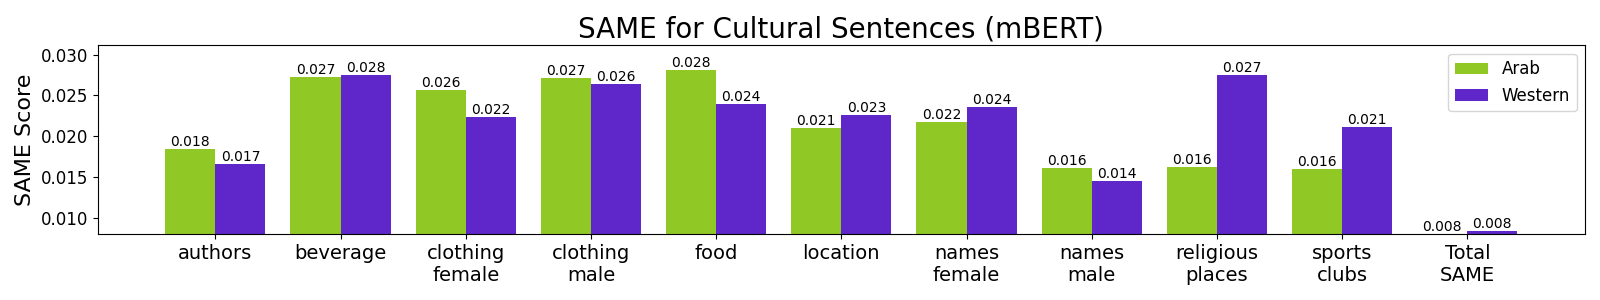 SAME for Cultural Sentences (mBERT)
SAME Score
0.030
0.025
0.020
0.015
0.010
0.018
0.017
0.027
0.028
0.026
0.022
0.027
0.026
0.028
0.024
0.021
0.023
0.022
0.024
0.016
0.014
0.016
0.027
0.016
0.021
0.008
0.008
Arab
Western
authors
beverage
clothing
female
clothing
male
food
location
names
female
names
male
religious
places
sports
clubs
Total
SAME